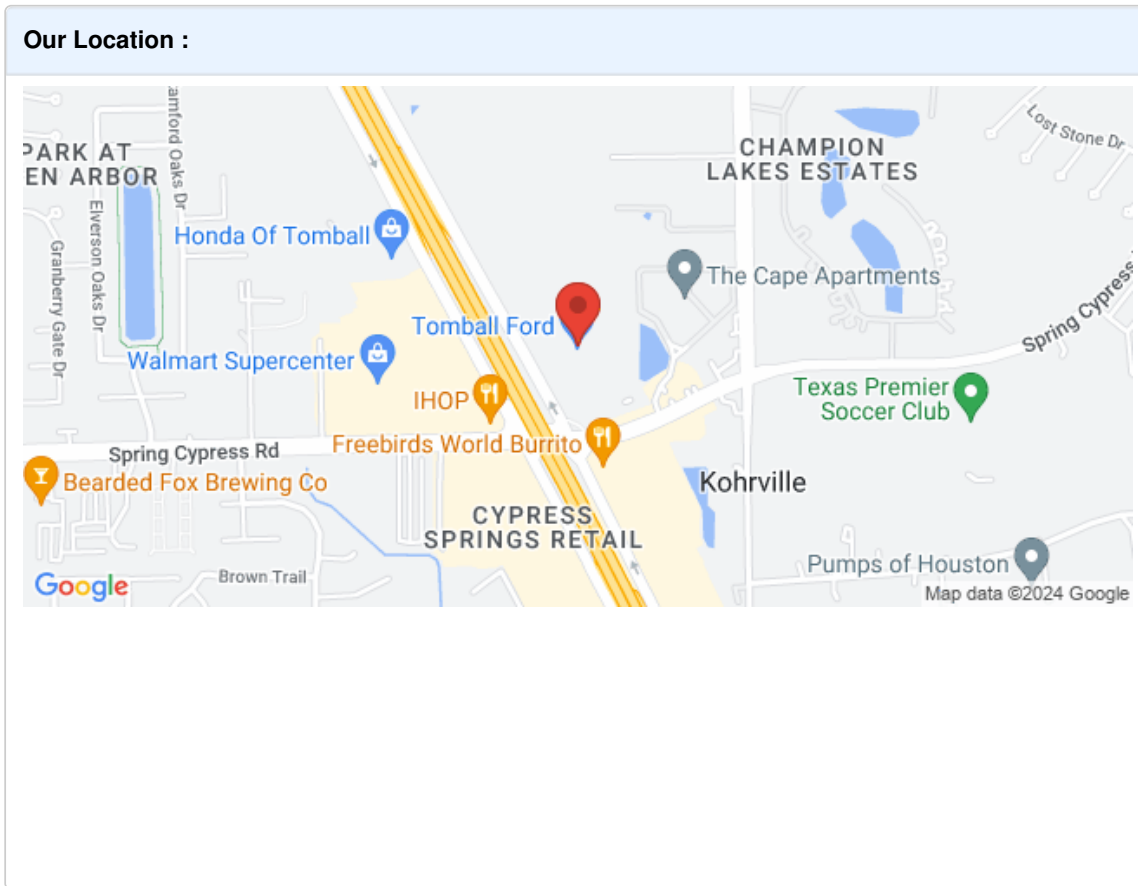 Our Location :
amford Oaks Dr
PARK AT
EN ARBOR
CHAMPION
LAKES ESTATES
Lost Stone Dr
Elverson Oaks Dr
Granberry Gate Dr
Honda Of Tomball
The Cape Apartments
Tomball Ford
Spring Cypress
Walmart Supercenter
IHOP
Texas Premier
Soccer Club
Freebirds World Burrito
Spring Cypress Rd
Bearded Fox Brewing Co
Kohrville
CYPRESS
SPRINGS RETAIL
Pumps of Houston
Brown Trail
Google
Map data ©2024 Google